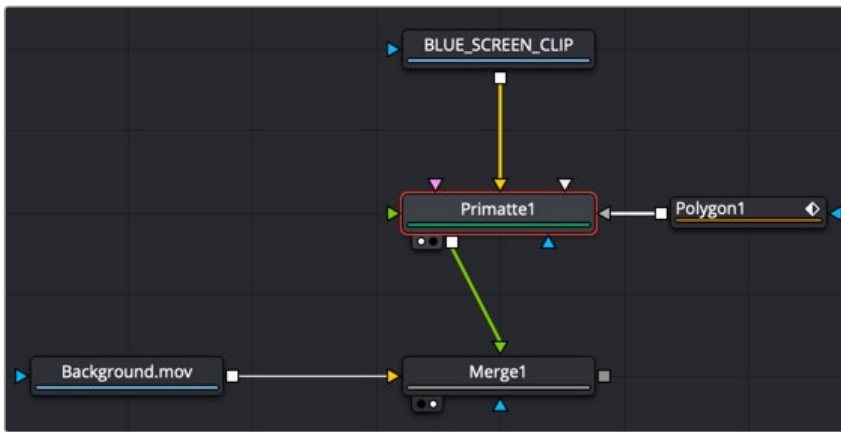 BLUE_SCREEN_CLIP
Primatte1
Polygon1
Background.mov
Merge1